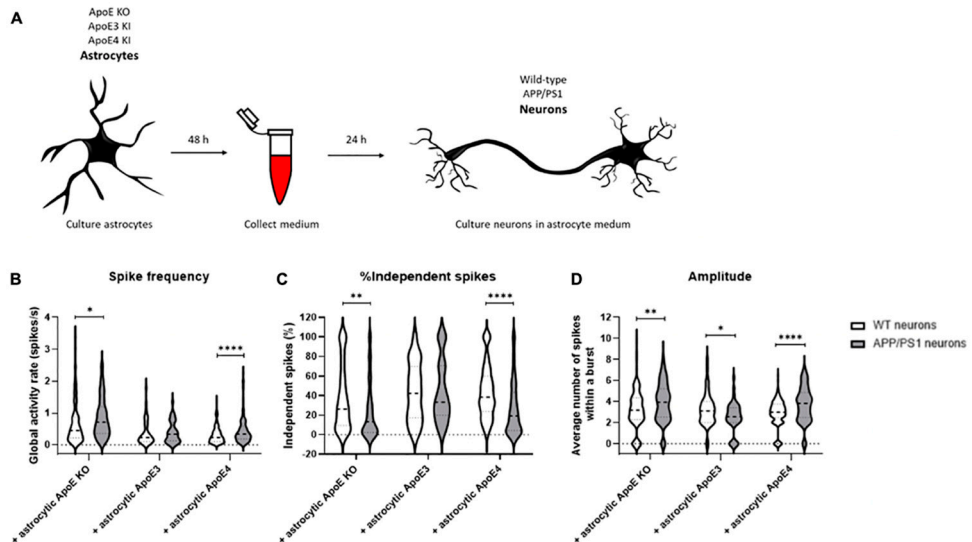 A
ApoE KO
ApoE3 KI
ApoE4 KI
Astrocytes
48 h
24 h
Wild-type
APP/PS1
Neurons
Culture astrocytes
Collect medium
Culture neurons in astrocyte medum
B
Spike frequency
Global activity rate (spikes/s)
4
3
2
1
0
*
****
+ astrocytic ApoE KO
+ astrocytic ApoE3
+ astrocytic ApoE4
C
%Independent spikes
Independent spikes (%)
120
100
80
60
40
20
0
-20
**
****
+ astrocytic ApoE KO
+ astrocytic ApoE3
+ astrocytic ApoE4
D
Amplitude
Average number of spikes
within a burst
12
10
8
6
4
2
0
**
*
****
+ astrocytic ApoE KO
+ astrocytic ApoE3
+ astrocytic ApoE4
WT neurons
APP/PS1 neurons